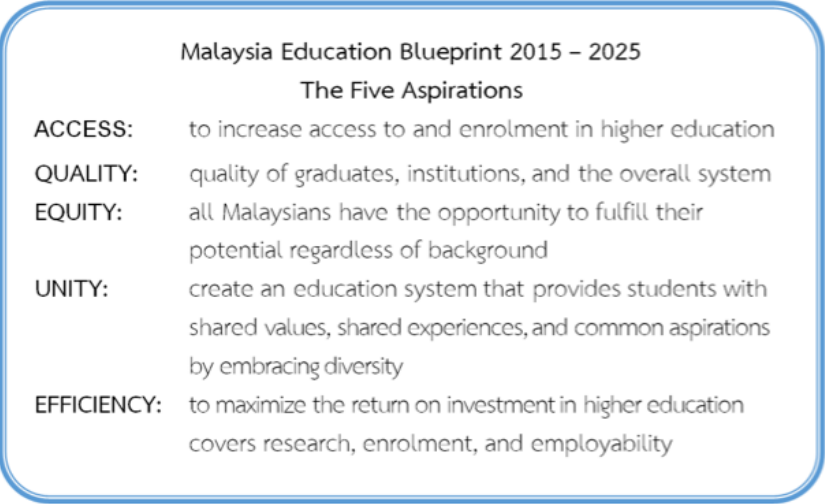 Malaysia Education Blueprint 2015 – 2025
The Five Aspirations
ACCESS: to increase access to and enrolment in higher education
QUALITY: quality of graduates, institutions, and the overall system
EQUITY: all Malaysians have the opportunity to fulfill their
potential regardless of background
UNITY: create an education system that provides students with
shared values, shared experiences, and common aspirations
by embracing diversity
EFFICIENCY: to maximize the return on investment in higher education
covers research, enrolment, and employability